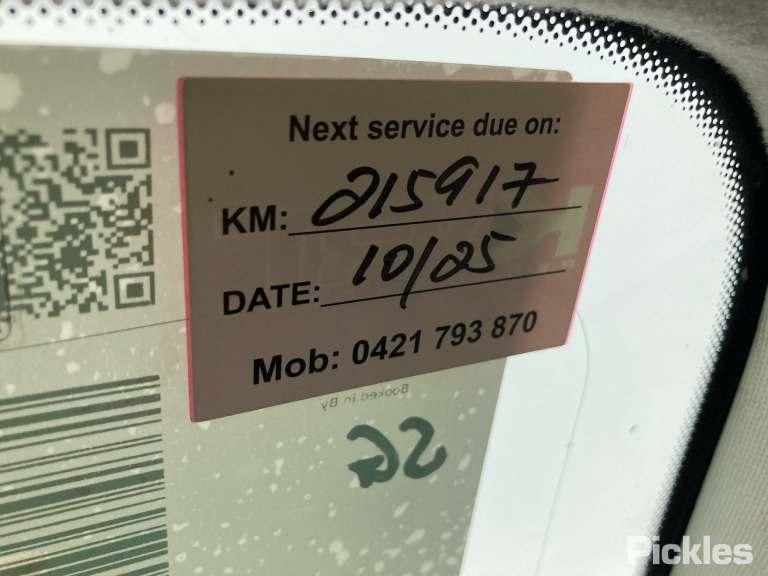 Next service due on:
KM: 215917
DATE: 10/25
Mob: 0421 793 870
Booked in By
SG
Pickles